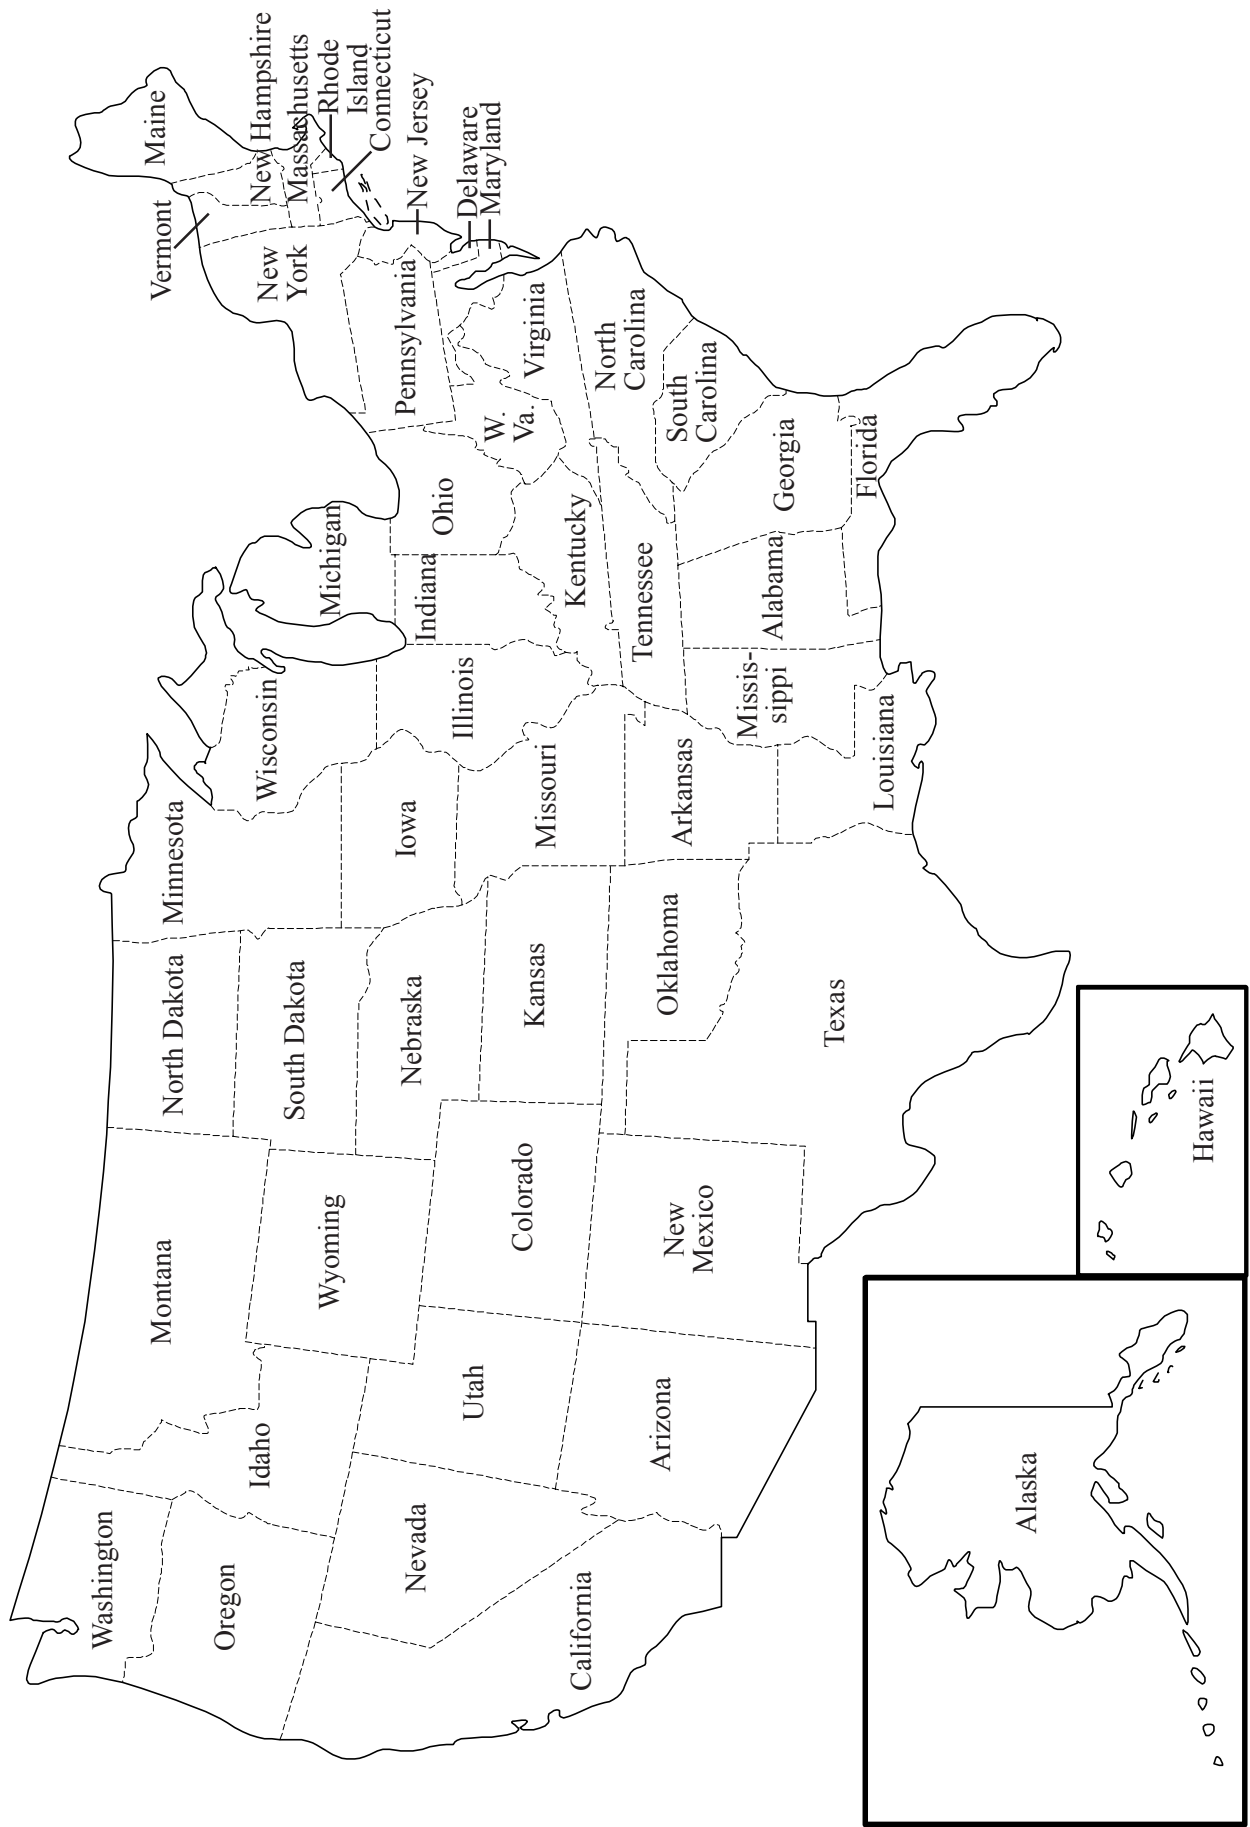 Washington
Oregon
California
Nevada
Idaho
Montana
Wyoming
Utah
Arizona
Colorado
New
Mexico
North Dakota
South Dakota
Nebraska
Kansas
Oklahoma
Texas
Minnesota
Iowa
Missouri
Arkansas
Louisiana
Wisconsin
Illinois
Missis-
sippi
Michigan
Indiana
Ohio
Kentucky
Tennessee
Alabama
Georgia
Florida
South
Carolina
North
Carolina
Virginia
W.
Va.
Pennsylvania
New
York
Vermont
Maine
New Hampshire
Massachusetts
Rhode
Island
Connecticut
New Jersey
Delaware
Maryland
Alaska
Hawaii